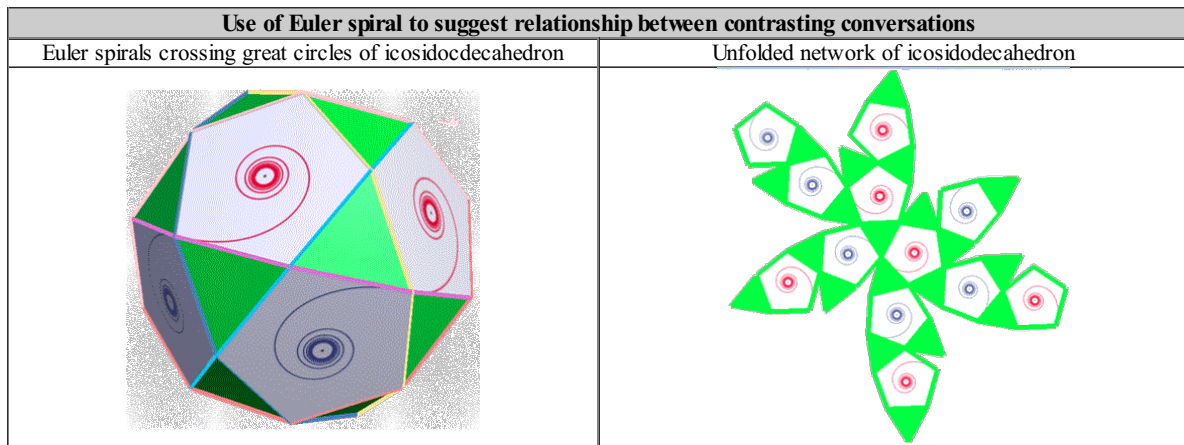 Use of Euler spiral to suggest relationship between contrasting conversations
Euler spirals crossing great circles of icosidocdecahedron
Unfolded network of icosidodecahedron